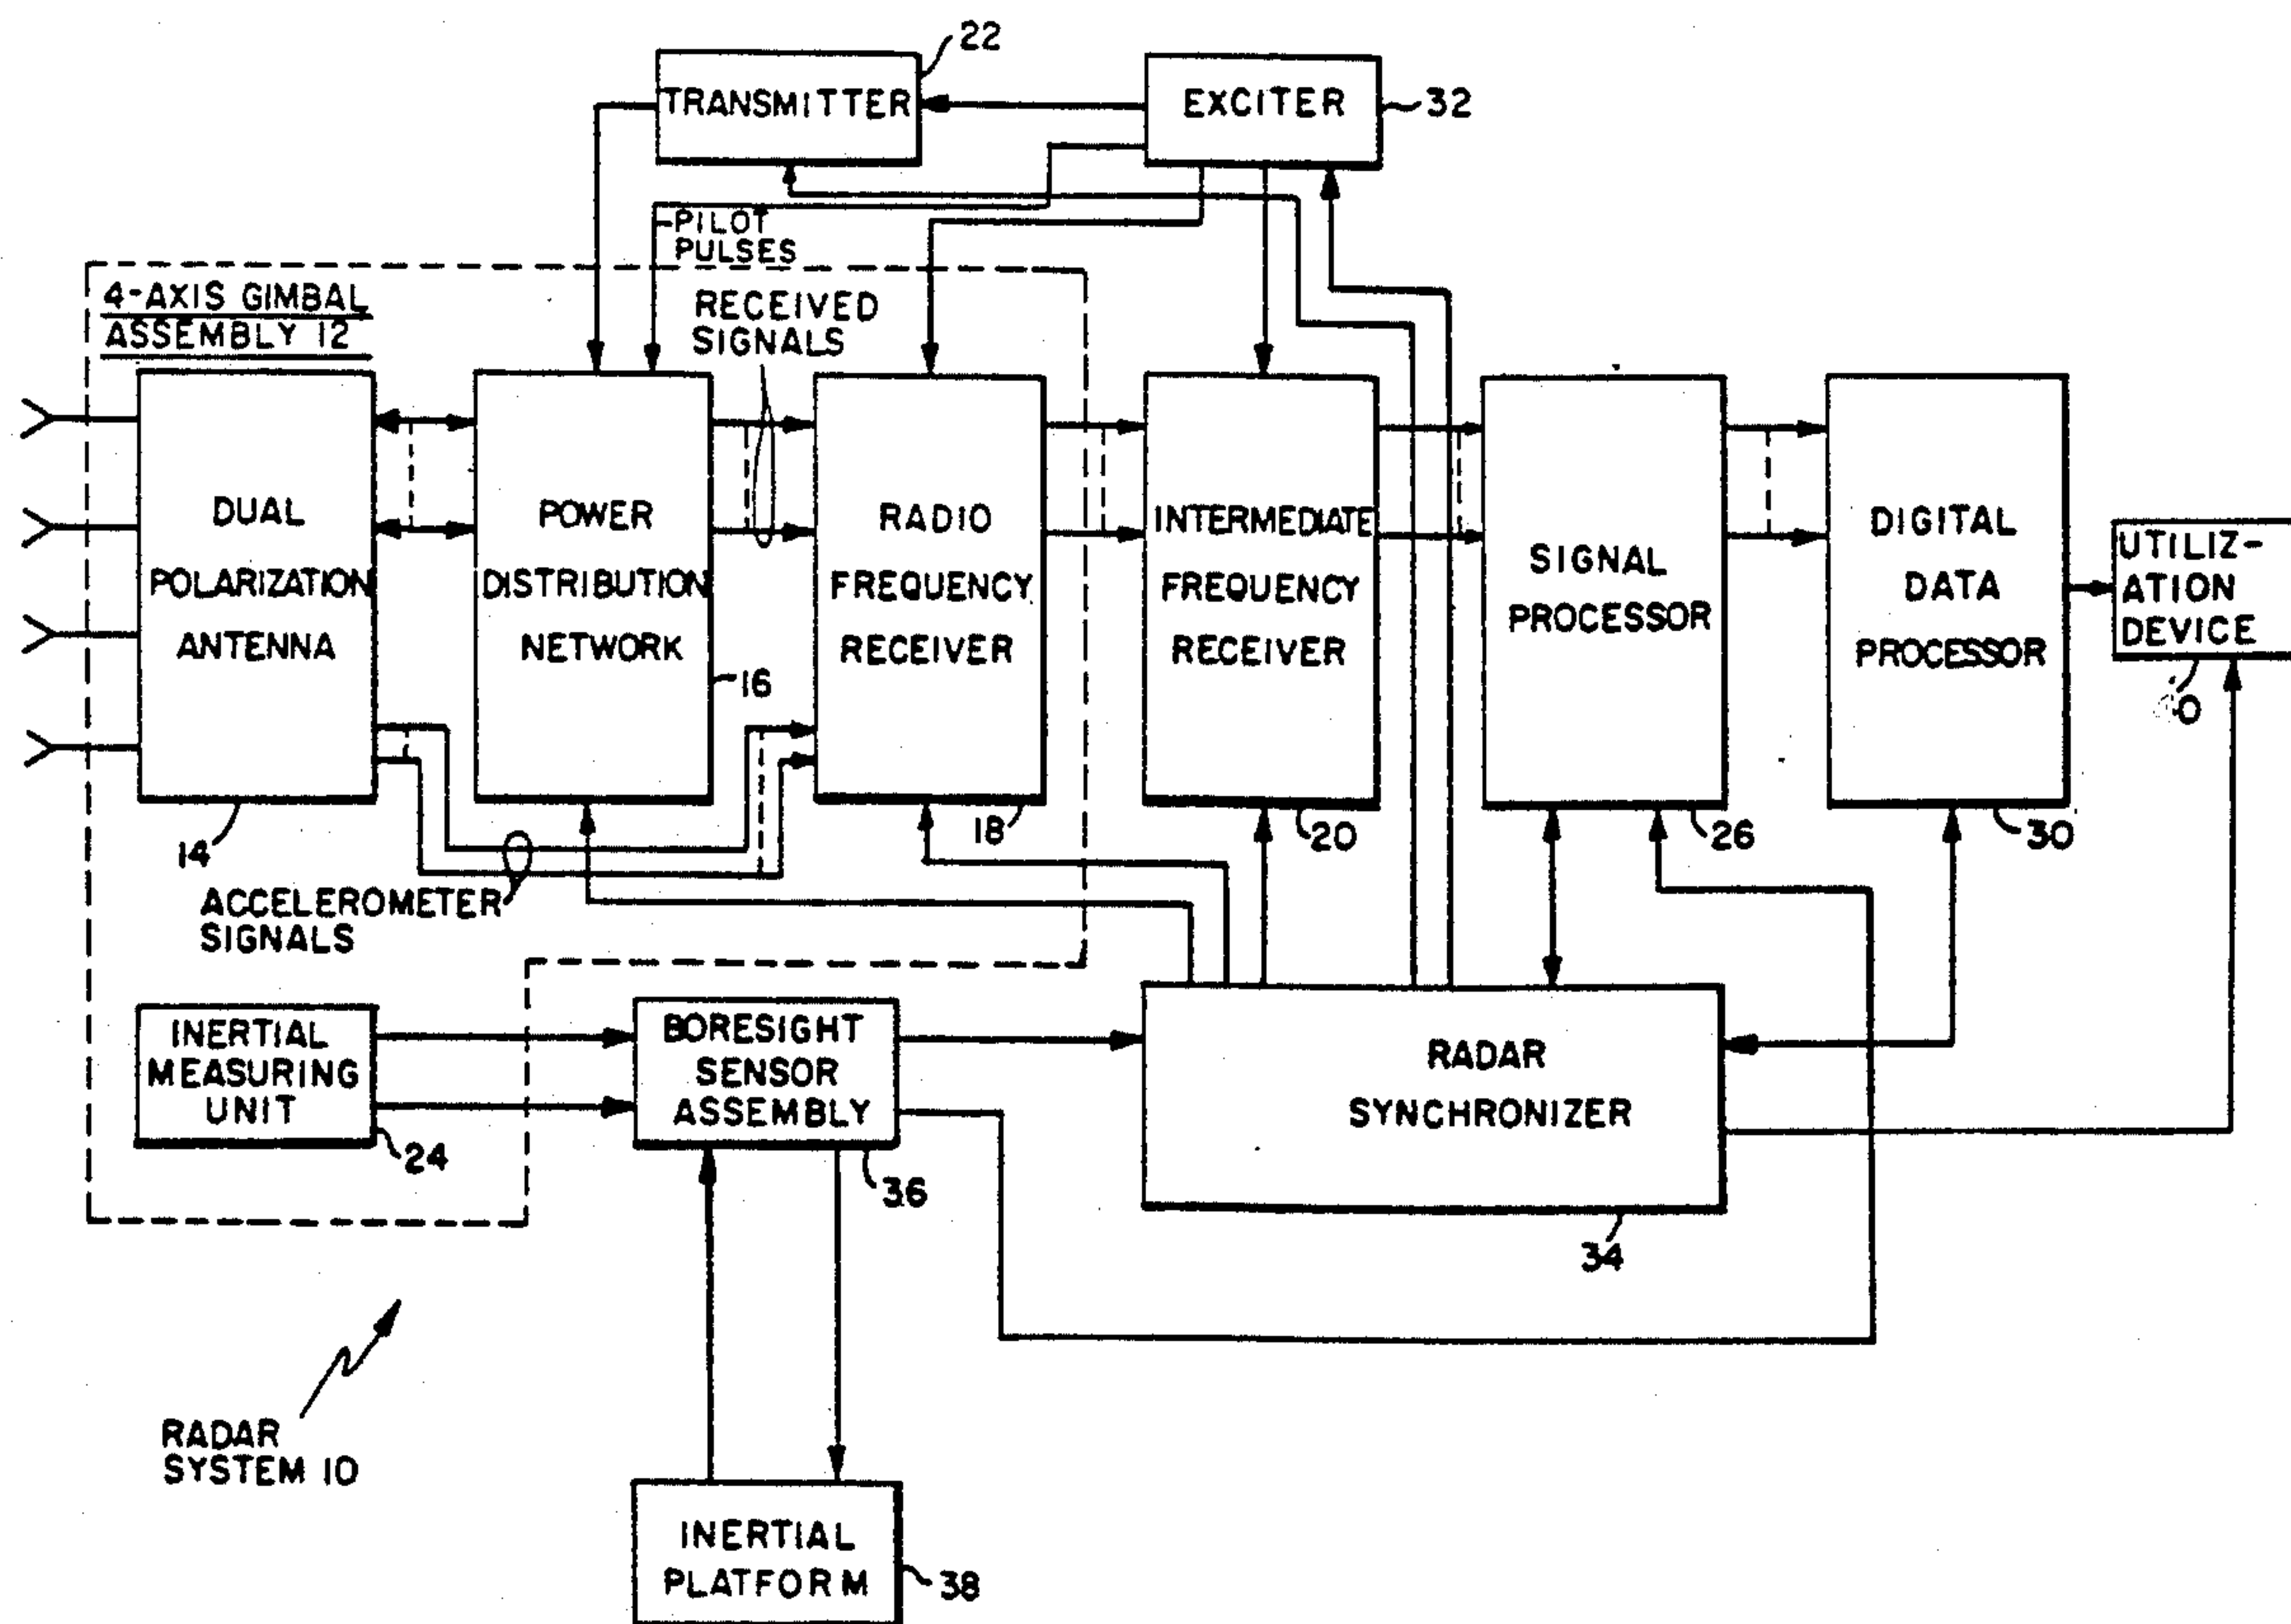 22
TRANSMITTER
EXCITER
32
PILOT
PULSES
4-AXIS GIMBAL
ASSEMBLY 12
RECEIVED
SIGNALS
DUAL
POLARIZATION
ANTENNA
14
POWER
DISTRIBUTION
NETWORK
16
RADIO
FREQUENCY
RECEIVER
18
INTERMEDIATE
FREQUENCY
RECEIVER
20
SIGNAL
PROCESSOR
26
DIGITAL
DATA
PROCESSOR
30
UTILIZ-
ATION
DEVICE
ACCELEROMETER
SIGNALS
INERTIAL
MEASURING
UNIT
24
BORESIGHT
SENSOR
ASSEMBLY
36
RADAR
SYNCHRONIZER
34
RADAR
SYSTEM 10
INERTIAL
PLATFORM
38